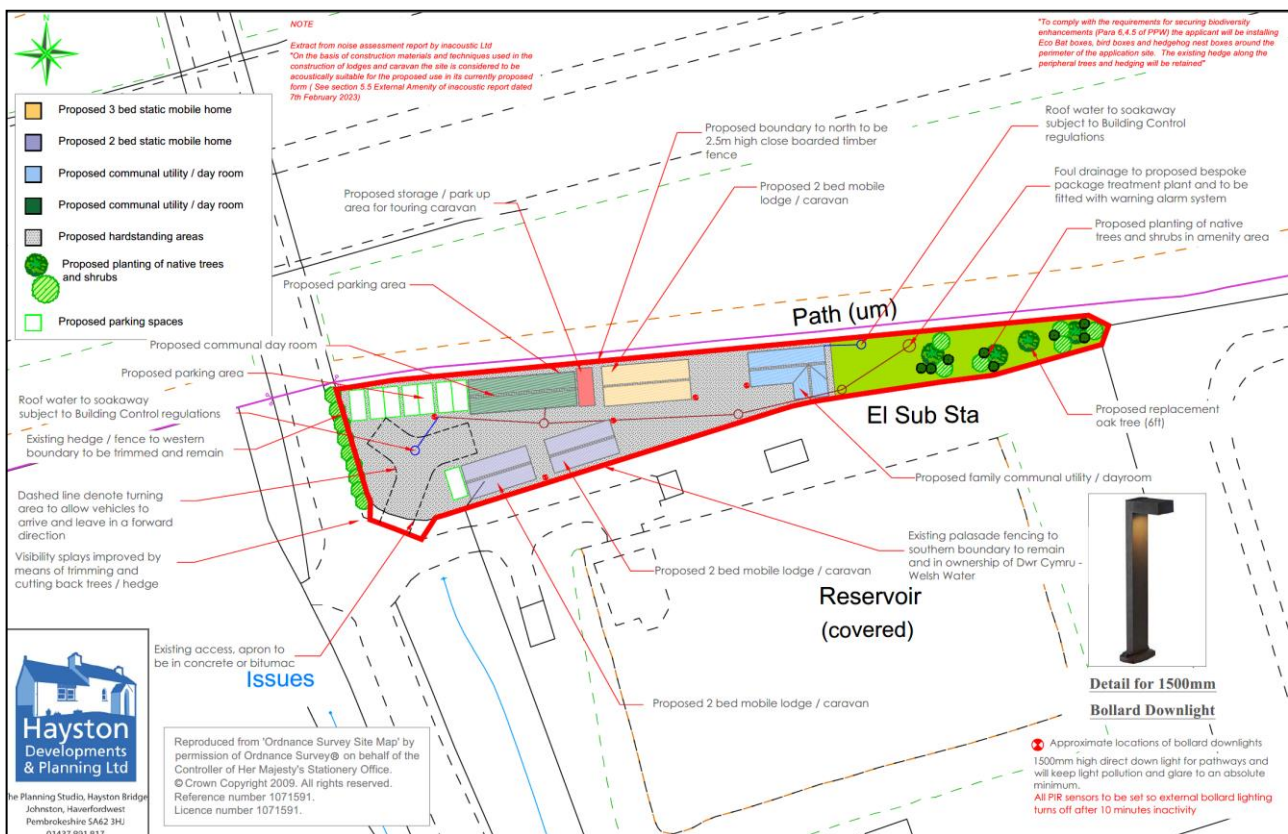 N
NOTE
Extract from noise assessment report by inacoustic Ltd
"On the basis of construction materials and techniques used in the
construction of lodges and caravan the site is considered to be
acoustically suitable for the proposed use in its currently proposed
form ( See section 5.5 External Amenity of inacoustic report dated
7th February 2023)
"To comply with the requirements for securing biodiversity
enhancements (Para 6,4.5 of PPW) the applicant will be installing
Eco Bat boxes, bird boxes and hedgehog nest boxes around the
perimeter of the application site. The existing hedge along the
peripheral trees and hedging will be retained"
Proposed 3 bed static mobile home
Proposed 2 bed static mobile home
Proposed communal utility / day room
Proposed communal utility / day room
Proposed hardstanding areas
Proposed planting of native trees
and shrubs
Proposed parking spaces
Proposed boundary to north to be
2.5m high close boarded timber
fence
Roof water to soakaway
subject to Building Control
regulations
Proposed storage / park up
area for touring caravan
Proposed 2 bed mobile
lodge / caravan
Foul drainage to proposed bespoke
package treatment plant and to be
fitted with warning alarm system
Proposed planting of native
trees and shrubs in amenity area
Proposed parking area
Path (um)
Proposed communal day room
Proposed parking area
Roof water to soakaway
subject to Building Control regulations
Existing hedge / fence to western
boundary to be trimmed and remain
El Sub Sta
Proposed replacement
oak tree (6ft)
Proposed family communal utility / dayroom
Dashed line denote turning
area to allow vehicles to
arrive and leave in a forward
direction
Visibility splays improved by
means of trimming and
cutting back trees / hedge
Existing palasade fencing to
southern boundary to remain
and in ownership of Dwr Cymru -
Welsh Water
Proposed 2 bed mobile lodge / caravan
Reservoir
(covered)
Existing access, apron to
be in concrete or bitumac
Issues
Proposed 2 bed mobile lodge / caravan
Detail for 1500mm
Bollard Downlight
Approximate locations of bollard downlights
1500mm high direct down light for pathways and
will keep light pollution and glare to an absolute
minimum.
All PIR sensors to be set so external bollard lighting
turns off after 10 minutes inactivity
Hayston
Developments
& Planning Ltd
he Planning Studio, Hayston Bridge
Johnston, Haverfordwest
Pembrokeshire SA62 3HJ
01437 891 817
Reproduced from 'Ordnance Survey Site Map' by
permission of Ordnance Survey® on behalf of the
Controller of Her Majesty's Stationery Office.
© Crown Copyright 2009. All rights reserved.
Reference number 1071591.
Licence number 1071591.